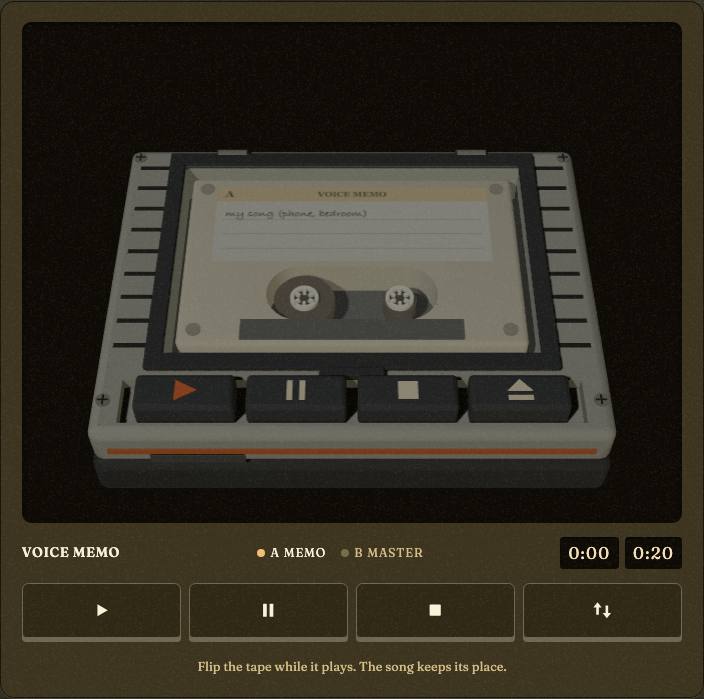 A VOICE MEMO
my song (phone, bedroom)
VOICE MEMO A MEMO B MASTER 0:00 0:20
Flip the tape while it plays. The song keeps its place.